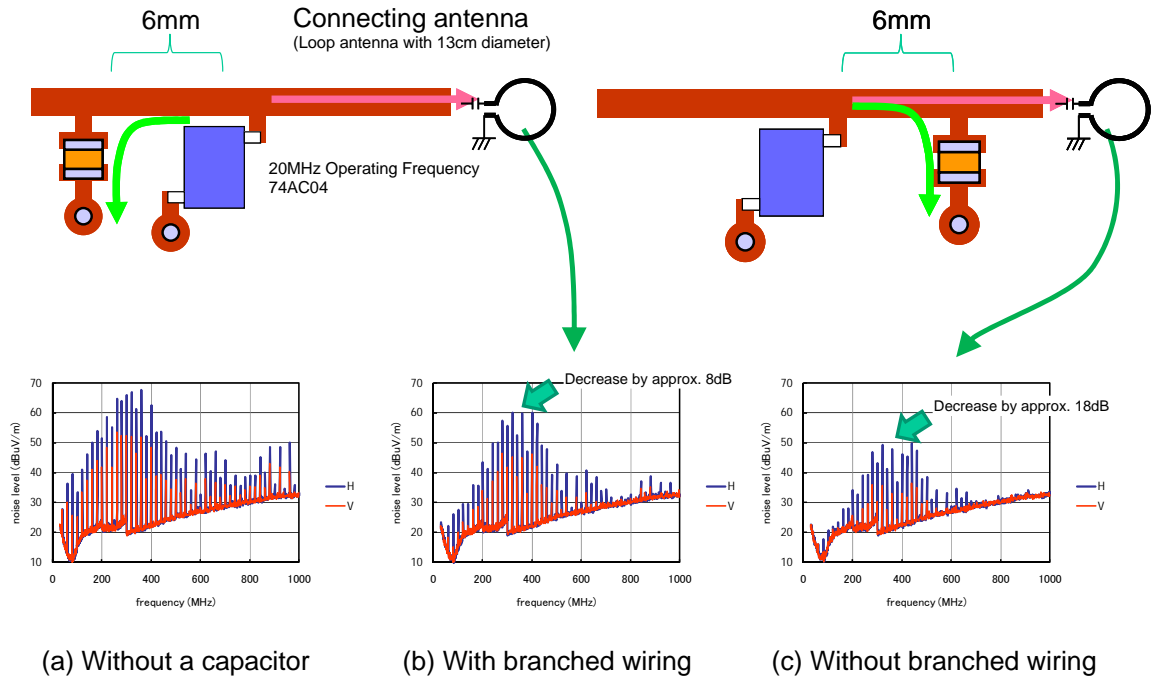 6mm
Connecting antenna
(Loop antenna with 13cm diameter)
20MHz Operating Frequency
74AC04
6mm
70
60
50
40
30
20
10
noise level (dBuV/m)
0 200 400 600 800 1000
frequency (MHz)
H
V
(a) Without a capacitor
Decrease by approx. 8dB
70
60
50
40
30
20
10
noise level (dBuV/m)
0 200 400 600 800 1000
frequency (MHz)
H
V
(b) With branched wiring
Decrease by approx. 18dB
70
60
50
40
30
20
10
noise level (dBuV/m)
0 200 400 600 800 1000
frequency (MHz)
H
V
(c) Without branched wiring